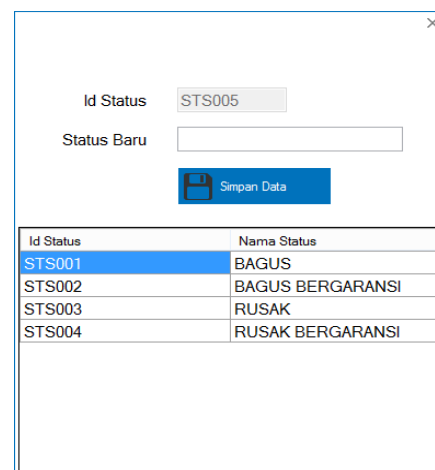 Id Status STS005
Status Baru
Simpan Data
Id Status Nama Status
STS001 BAGUS
STS002 BAGUS BERGARANSI
STS003 RUSAK
STS004 RUSAK BERGARANSI